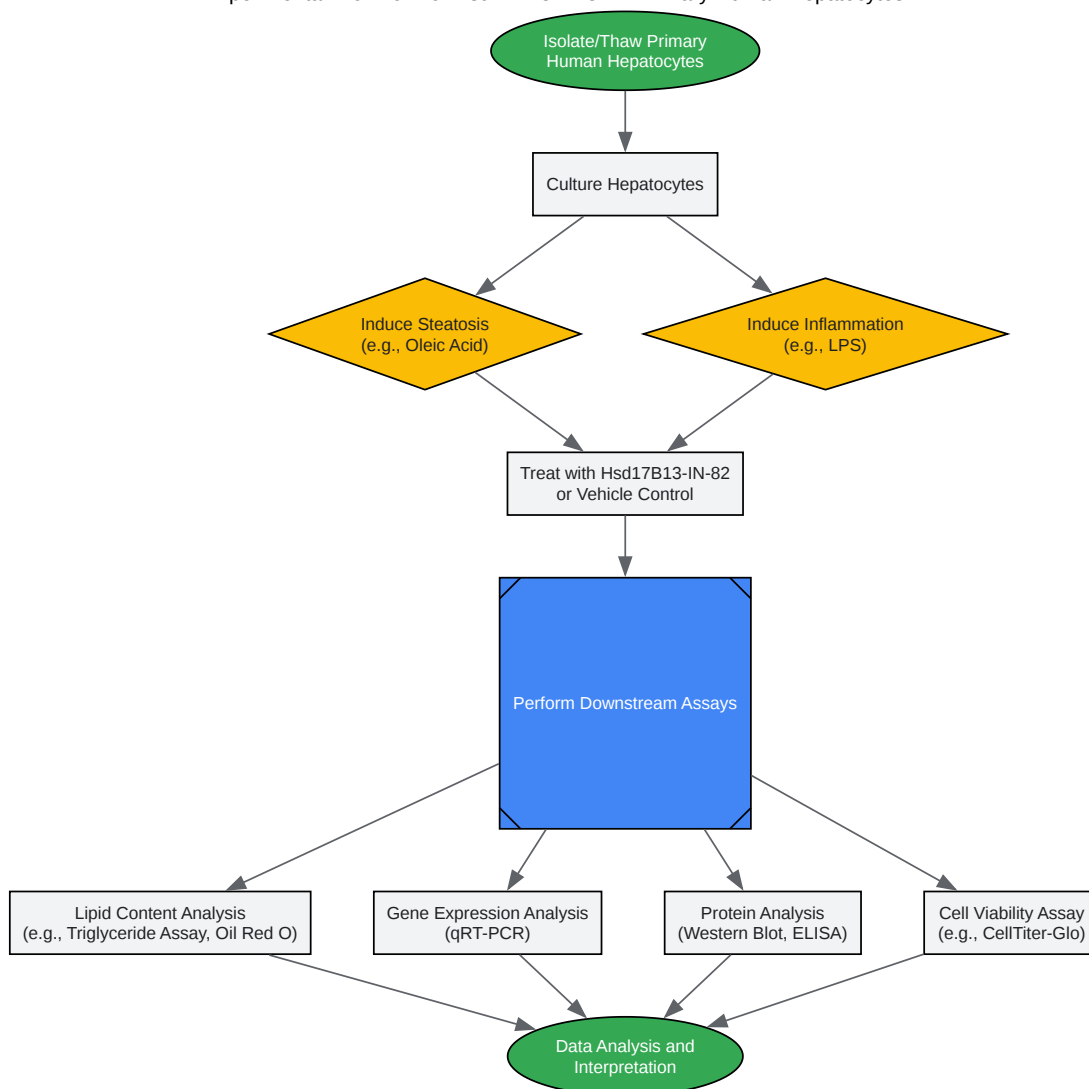 Isolate/Thaw Primary
Human Hepatocytes
Culture Hepatocytes
Induce Steatosis
(e.g., Oleic Acid)
Induce Inflammation
(e.g., LPS)
Treat with Hsd17B13-IN-82
or Vehicle Control
Perform Downstream Assays
Lipid Content Analysis
(e.g., Triglyceride Assay, Oil Red O)
Gene Expression Analysis
(qRT-PCR)
Protein Analysis
(Western Blot, ELISA)
Cell Viability Assay
(e.g., CellTiter-Glo)
Data Analysis and
Interpretation